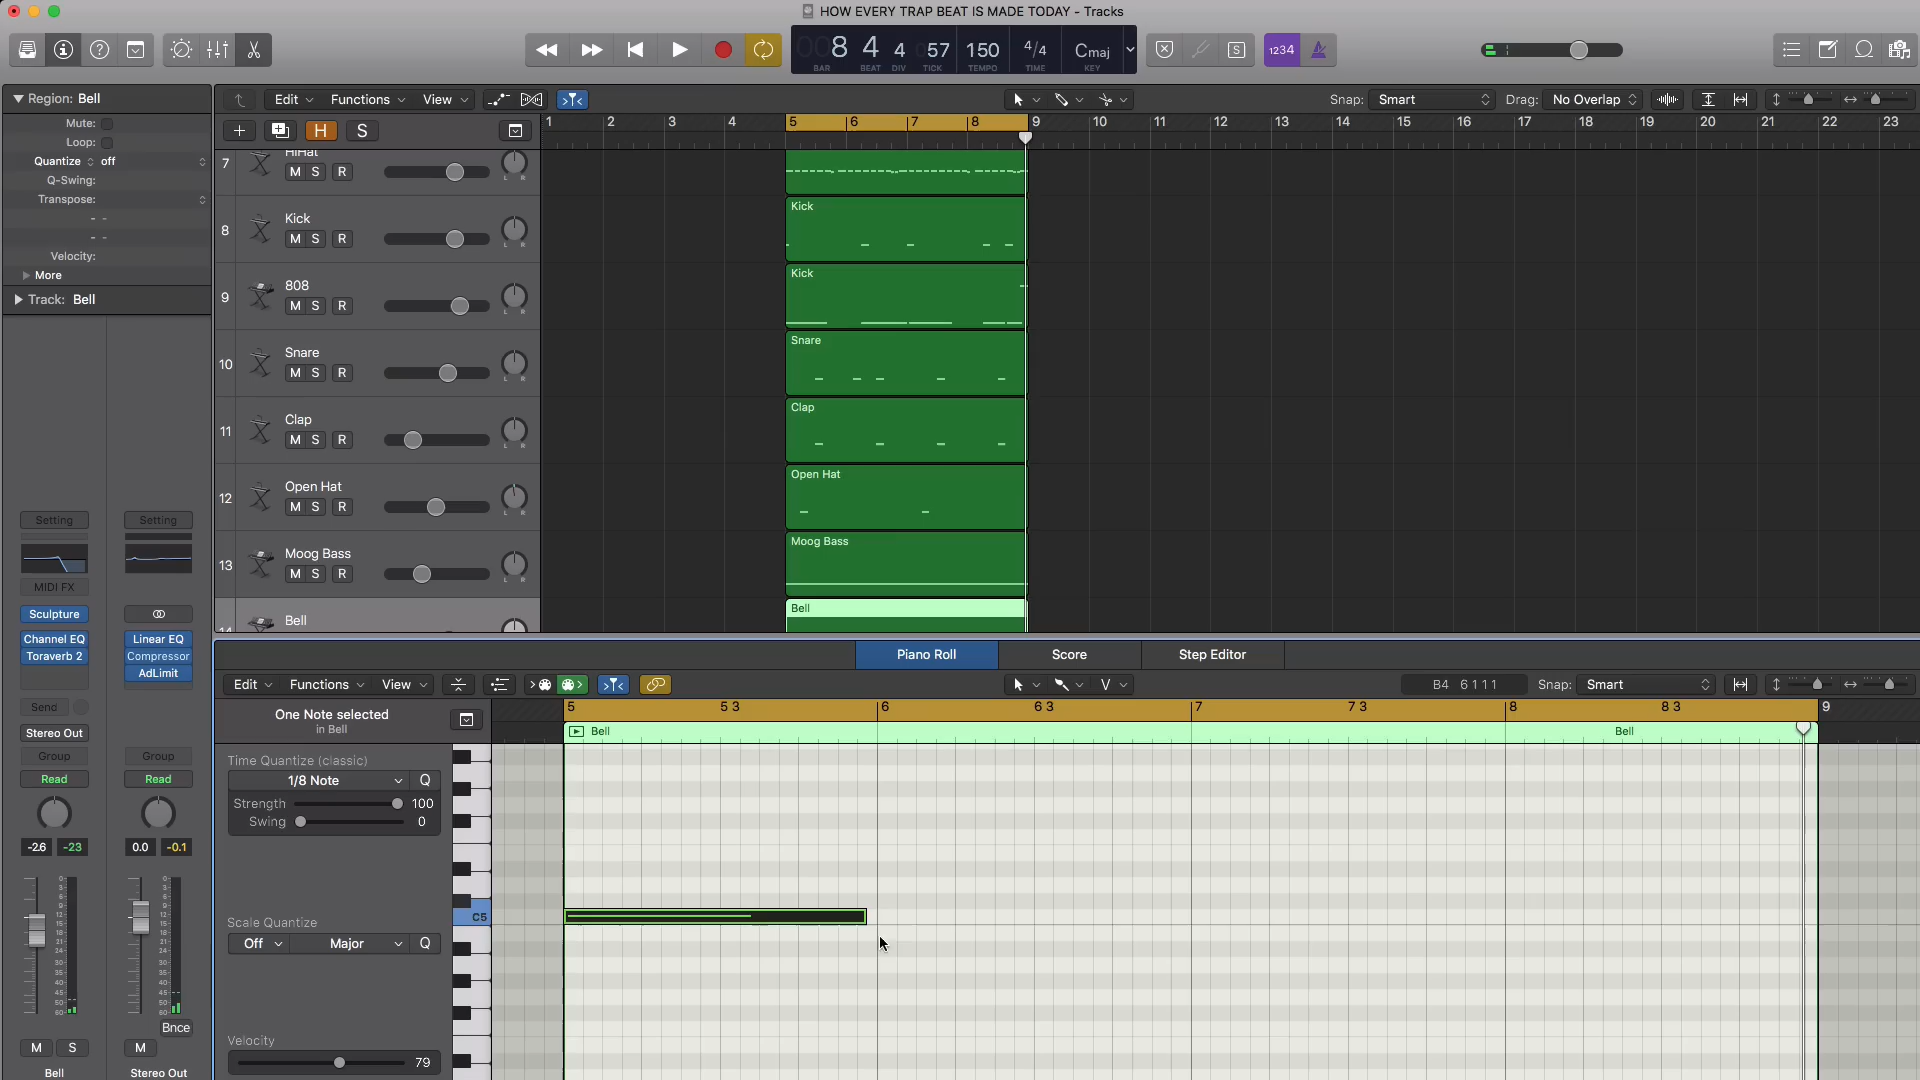 HOW EVERY TRAP BEAT IS MADE TODAY - Tracks
8 4 4 57 150 4/4 Cmaj
BAR BEAT DIV TICK TEMPO TIME KEY
1234
S
Region: Bell
Mute:
Loop:
Quantize off
Q-Swing:
Transpose:
Velocity:
More
Track: Bell
Edit Functions View
Snap: Smart Drag: No Overlap
H S
1 2 3 4 5 6 7 8 9 10 11 12 13 14 15 16 17 18 19 20 21 22 23
7 HiHat
M S R
8 Kick
M S R
9 808
M S R
10 Snare
M S R
11 Clap
M S R
12 Open Hat
M S R
13 Moog Bass
M S R
14 Bell
L R
Kick
Kick
Snare
Clap
Open Hat
Moog Bass
Bell
Setting Setting
MIDI FX
Sculpture
Channel EQ Linear EQ
Toraverb 2 Compressor
AdLimit
Send
Stereo Out
Group Group
Read Read
-2.6 -23 0.0 -0.1
Bnce
M S M
Bell Stereo Out
Piano Roll Score Step Editor
Edit Functions View
V
B4 6 1 1 1 Snap: Smart
5 5 3 6 6 3 7 7 3 8 8 3 9
One Note selected
in Bell
Bell Bell
Time Quantize (classic)
1/8 Note Q
Strength 100
Swing 0
C5
Scale Quantize
Off Major Q
Velocity
79